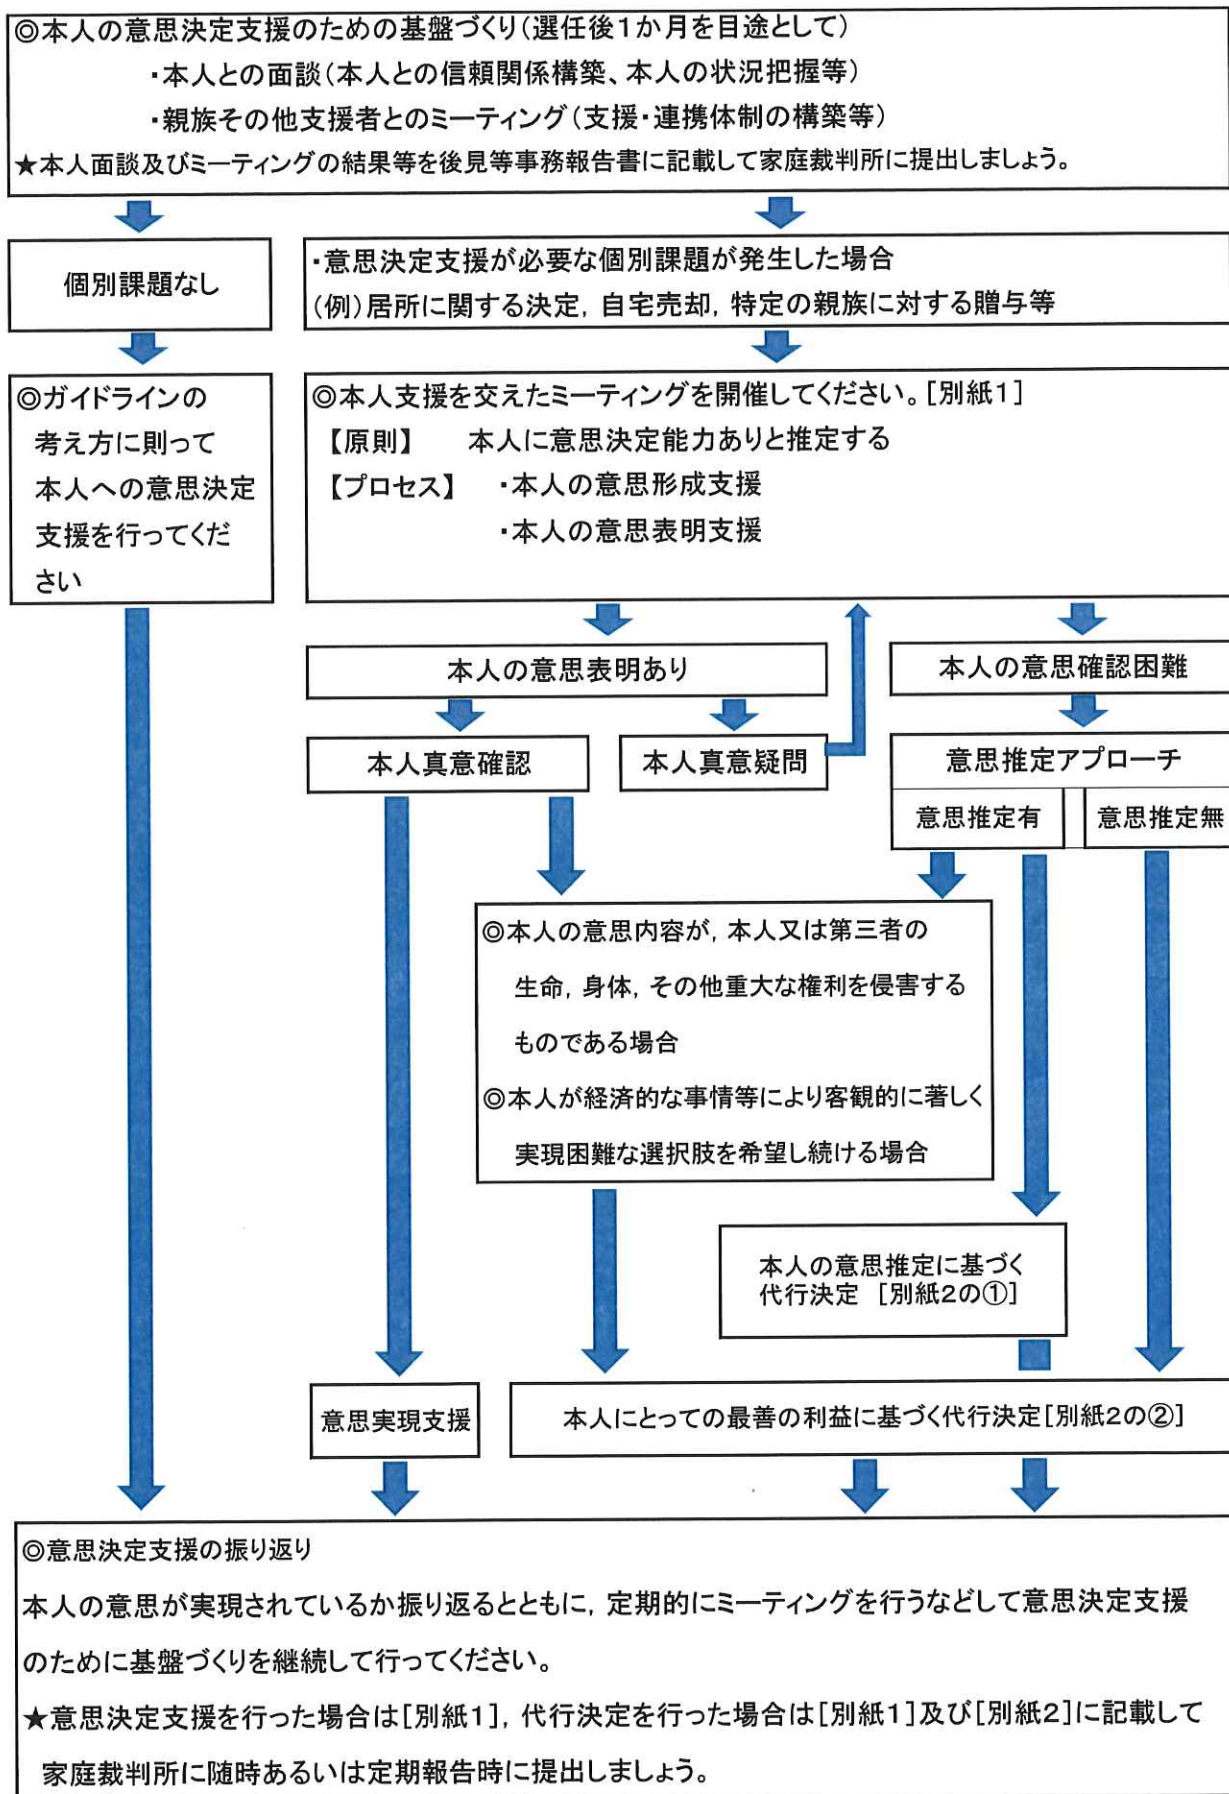 ◎本人の意思決定支援のための基盤づくり(選任後1か月を目途として)
・本人との面談(本人との信頼関係構築、本人の状況把握等)
・親族その他支援者とのミーティング(支援・連携体制の構築等)
★本人面談及びミーティングの結果等を後見等事務報告書に記載して家庭裁判所に提出しましょう。
個別課題なし
・意思決定支援が必要な個別課題が発生した場合
(例)居所に関する決定,自宅売却,特定の親族に対する贈与等
◎ガイドラインの
考え方に則って
本人への意思決定
支援を行ってくだ
さい
◎本人支援を交えたミーティングを開催してください。[別紙1]
【原則】 本人に意思決定能力ありと推定する
【プロセス】 ・本人の意思形成支援
・本人の意思表明支援
本人の意思表明あり
本人の意思確認困難
本人真意確認
本人真意疑問
意思推定アプローチ
意思推定有
意思推定無
◎本人の意思内容が,本人又は第三者の
生命,身体,その他重大な権利を侵害する
ものである場合
◎本人が経済的な事情等により客観的に著しく
実現困難な選択肢を希望し続ける場合
本人の意思推定に基づく
代行決定 [別紙2の①]
意思実現支援
本人にとっての最善の利益に基づく代行決定[別紙2の②]
◎意思決定支援の振り返り
本人の意思が実現されているか振り返るとともに,定期的にミーティングを行うなどして意思決定支援
のために基盤づくりを継続して行ってください。
★意思決定支援を行った場合は[別紙1],代行決定を行った場合は[別紙1]及び[別紙2]に記載して
家庭裁判所に随時あるいは定期報告時に提出しましょう。